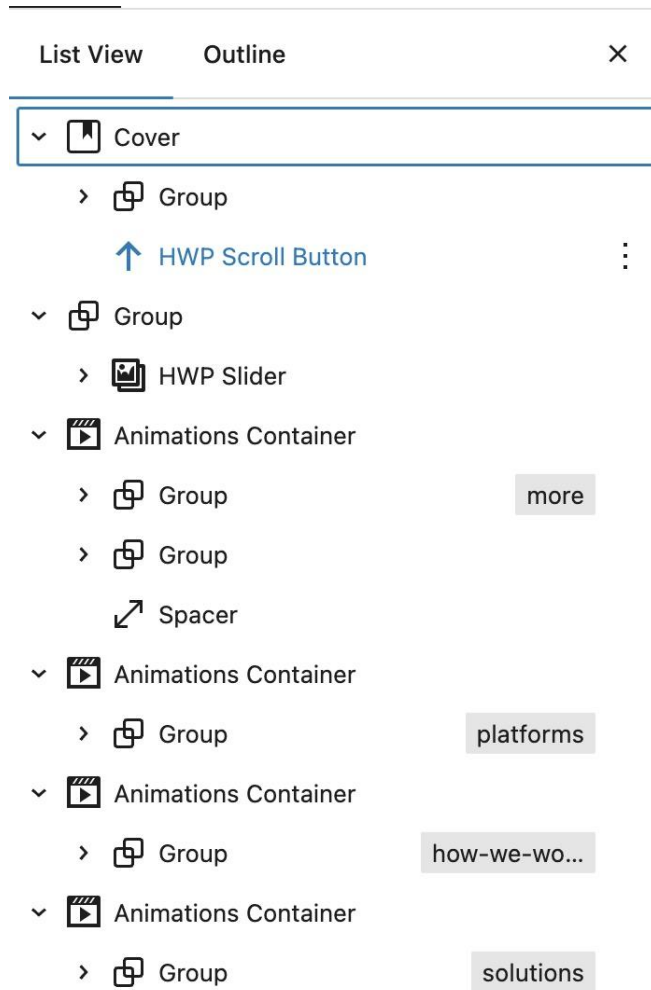 List View Outline
Cover
Group
HWP Scroll Button
Group
HWP Slider
Animations Container
Group more
Group
Spacer
Animations Container
Group platforms
Animations Container
Group how-we-wo...
Animations Container
Group solutions